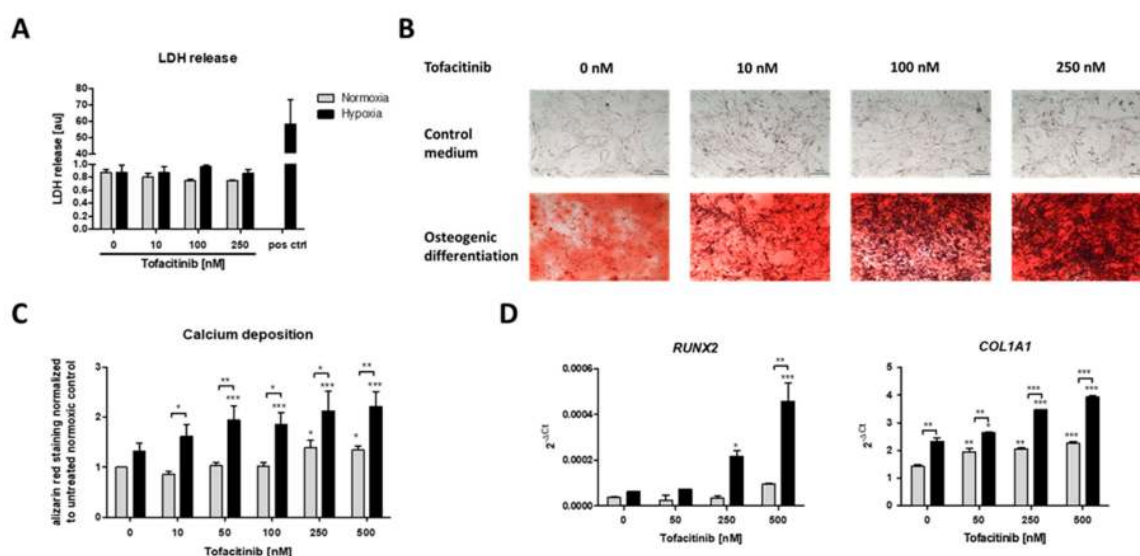 A
LDH release
LDH release [au]
80
70
60
50
40
1.0
0.8
0.6
0.4
0.2
0.0
Normoxia
Hypoxia
0 10 100 250 pos ctrl
Tofacitinib [nM]
B
Tofacitinib 0 nM 10 nM 100 nM 250 nM
Control
medium
Osteogenic
differentiation
C
Calcium deposition
alizarin red staining normalized
to untreated normoxic control
3
2
1
0
* ** *** * *** * * *** ** * ***
0 10 50 100 250 500
Tofacitinib [nM]
D
RUNX2
2-ΔCt
0.0006
0.0004
0.0002
0.0000
* ** ***
0 50 250 500
Tofacitinib [nM]
COL1A1
2-ΔCt
5
4
3
2
1
0
** ** ** * ** *** *** *** *** ***
0 50 250 500
Tofacitinib [nM]